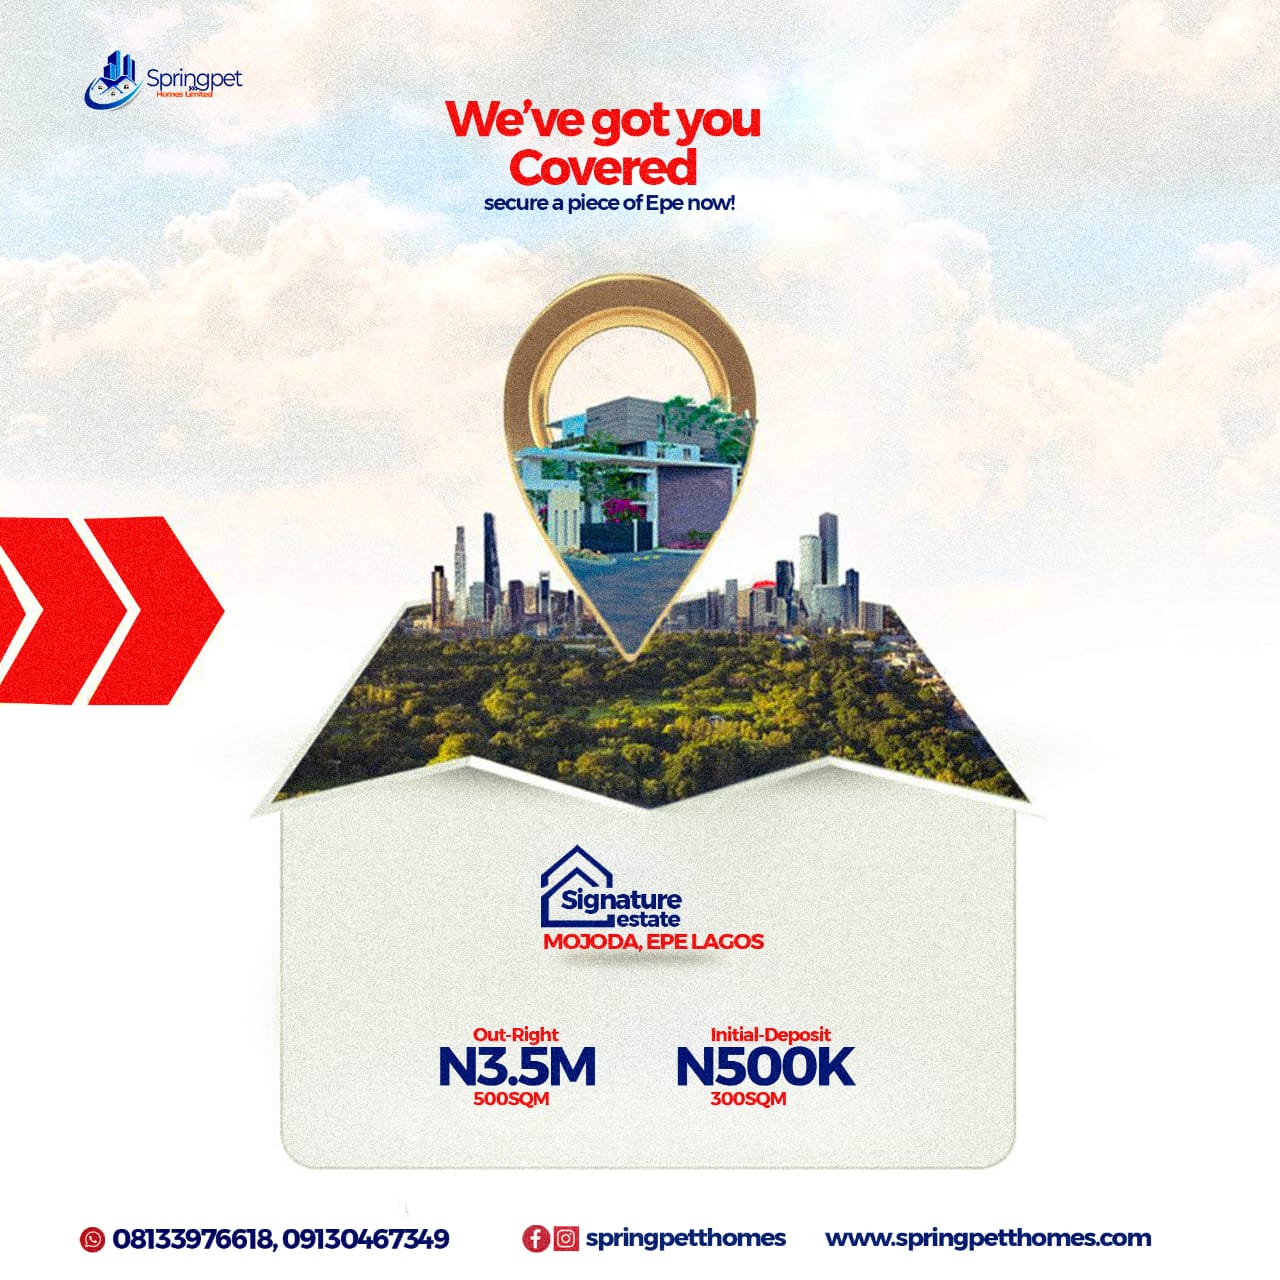 Springpet
Homes Limited
We've got you
Covered
secure a piece of Epe now!
Signature
estate
MOJODA, EPE LAGOS
Out-Right
N3.5M
500SQM
Initial-Deposit
N500K
300SQM
08133976618, 09130467349
springpetthomes
www.springpetthomes.com